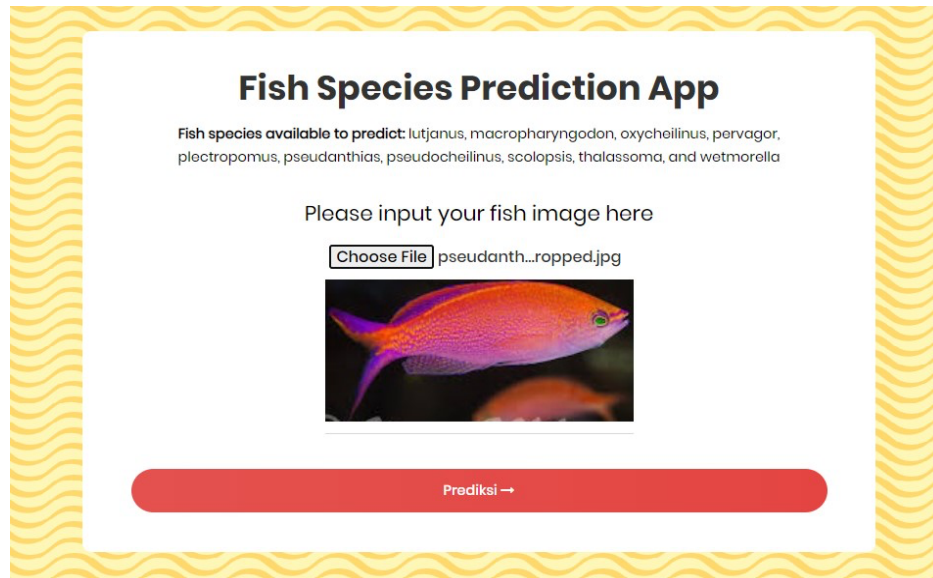 Fish Species Prediction App
Fish species available to predict: lutjanus, macropharyngodon, oxycheilinus, pervagor,
plectropomus, pseudanthias, pseudocheilinus, scolopsis, thalassoma, and wetmorella
Please input your fish image here
Choose File pseudanth...ropped.jpg
Prediksi →